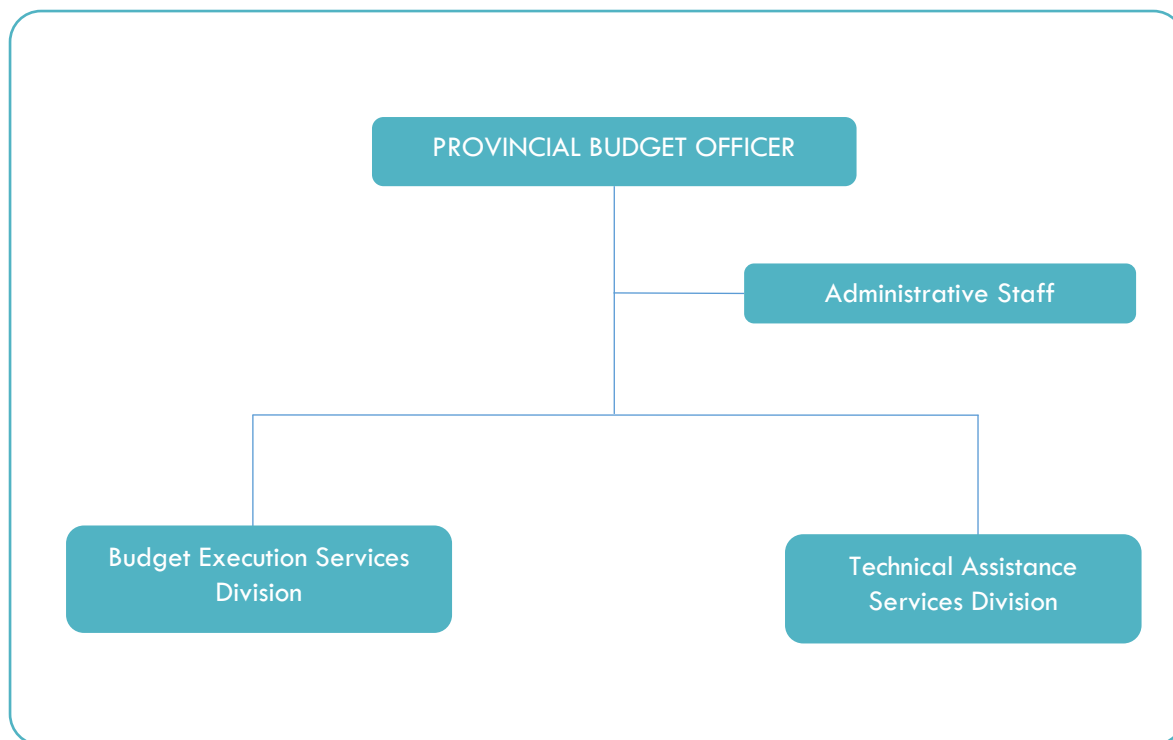 PROVINCIAL BUDGET OFFICER
Administrative Staff
Budget Execution Services
Division
Technical Assistance
Services Division